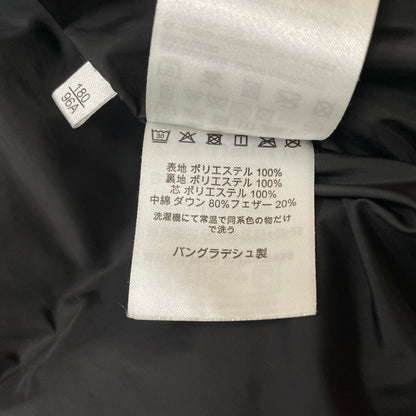 180
96A
30
表地 ポリエステル 100%
裏地 ポリエステル 100%
芯 ポリエステル 100%
中綿 ダウン 80%フェザー 20%
洗濯機にて常温で同系色の物だけ
で洗う
バングラデシュ製